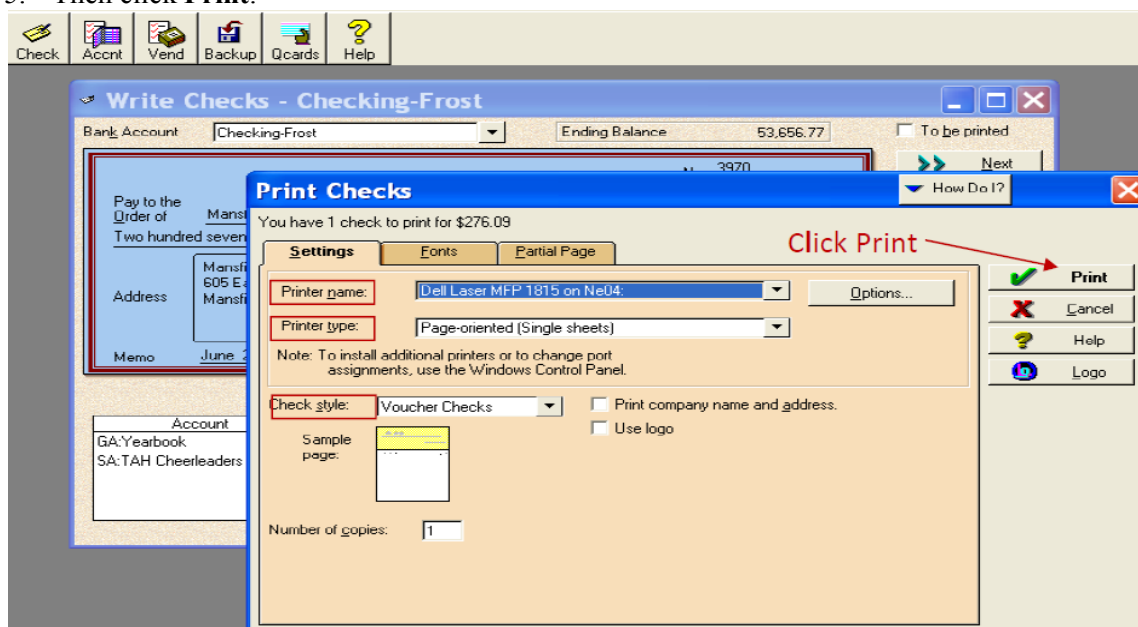 Then click Print.
Check Accnt Vend Backup Qcards Help
Write Checks - Checking-Frost
Bank Account Checking-Frost Ending Balance 53,656.77 To be printed
3970 Next
Print Checks How Do I?
Pay to the
Order of
You have 1 check to print for $276.09
Two hundred seven
Settings Fonts Partial Page
Click Print
Print
Cancel
Help
Logo
Printer name: Dell Laser MFP 1815 on Ne04: Options...
Printer type: Page-oriented (Single sheets)
Note: To install additional printers or to change port
assignments, use the Windows Control Panel.
Address
605 E
Memo June 2
Check style: Voucher Checks Print company name and address.
Use logo
Sample
page:
Account
GA:Yearbook
SA:TAH Cheerleaders
Number of copies: 1